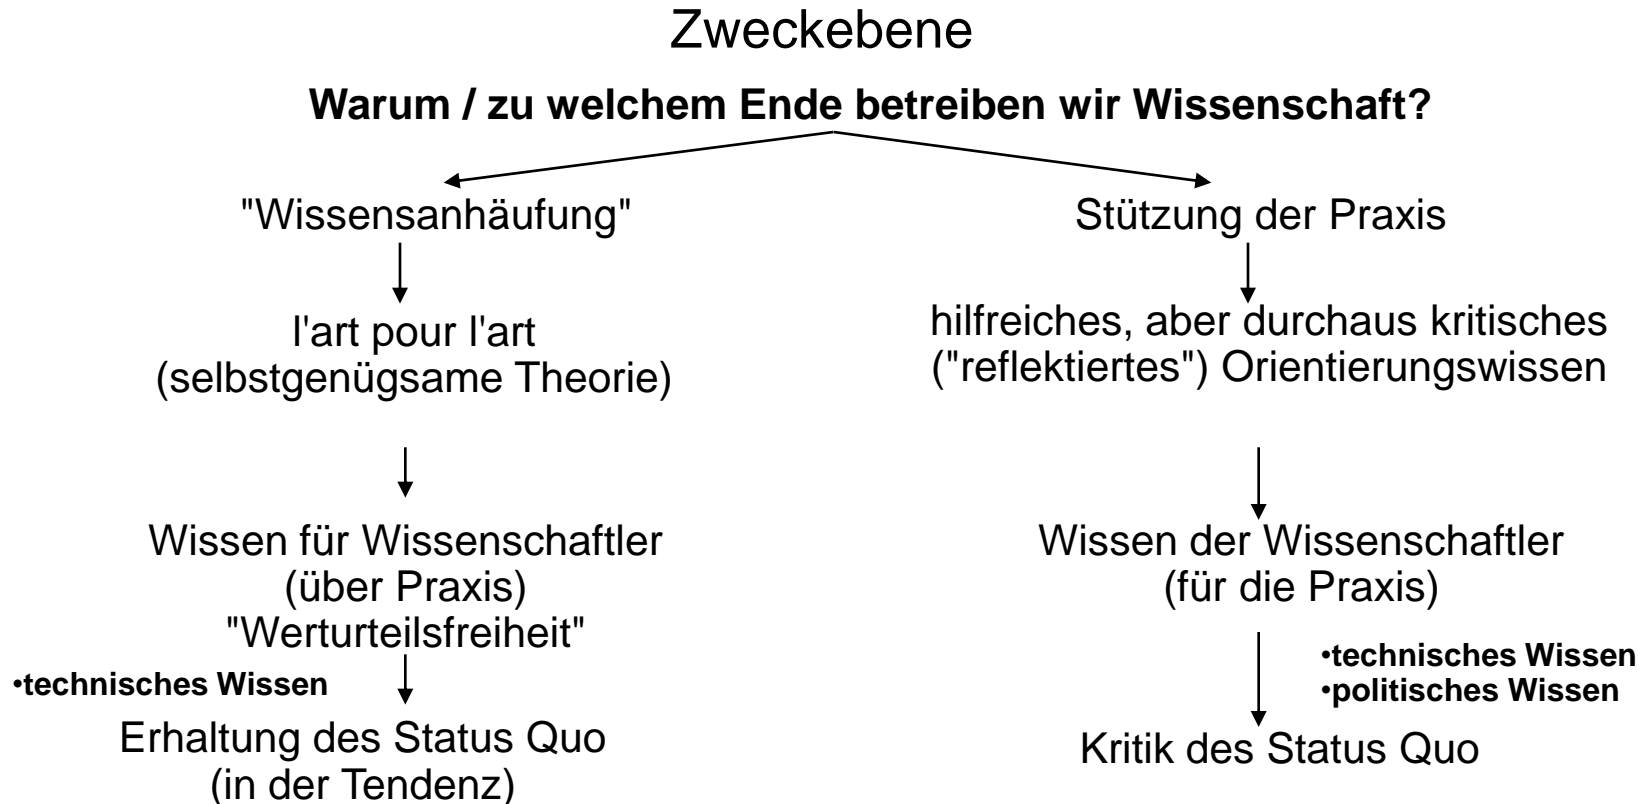 Zweckebene
Warum / zu welchem Ende betreiben wir Wissenschaft?
"Wissensanhäufung"
l'art pour l'art
(selbstgenügsame Theorie)
Wissen für Wissenschaftler
(über Praxis)
"Werturteilsfreiheit"
•technisches Wissen
Erhaltung des Status Quo
(in der Tendenz)
Stützung der Praxis
hilfreiches, aber durchaus kritisches
("reflektiertes") Orientierungswissen
Wissen der Wissenschaftler
(für die Praxis)
•technisches Wissen
•politisches Wissen
Kritik des Status Quo